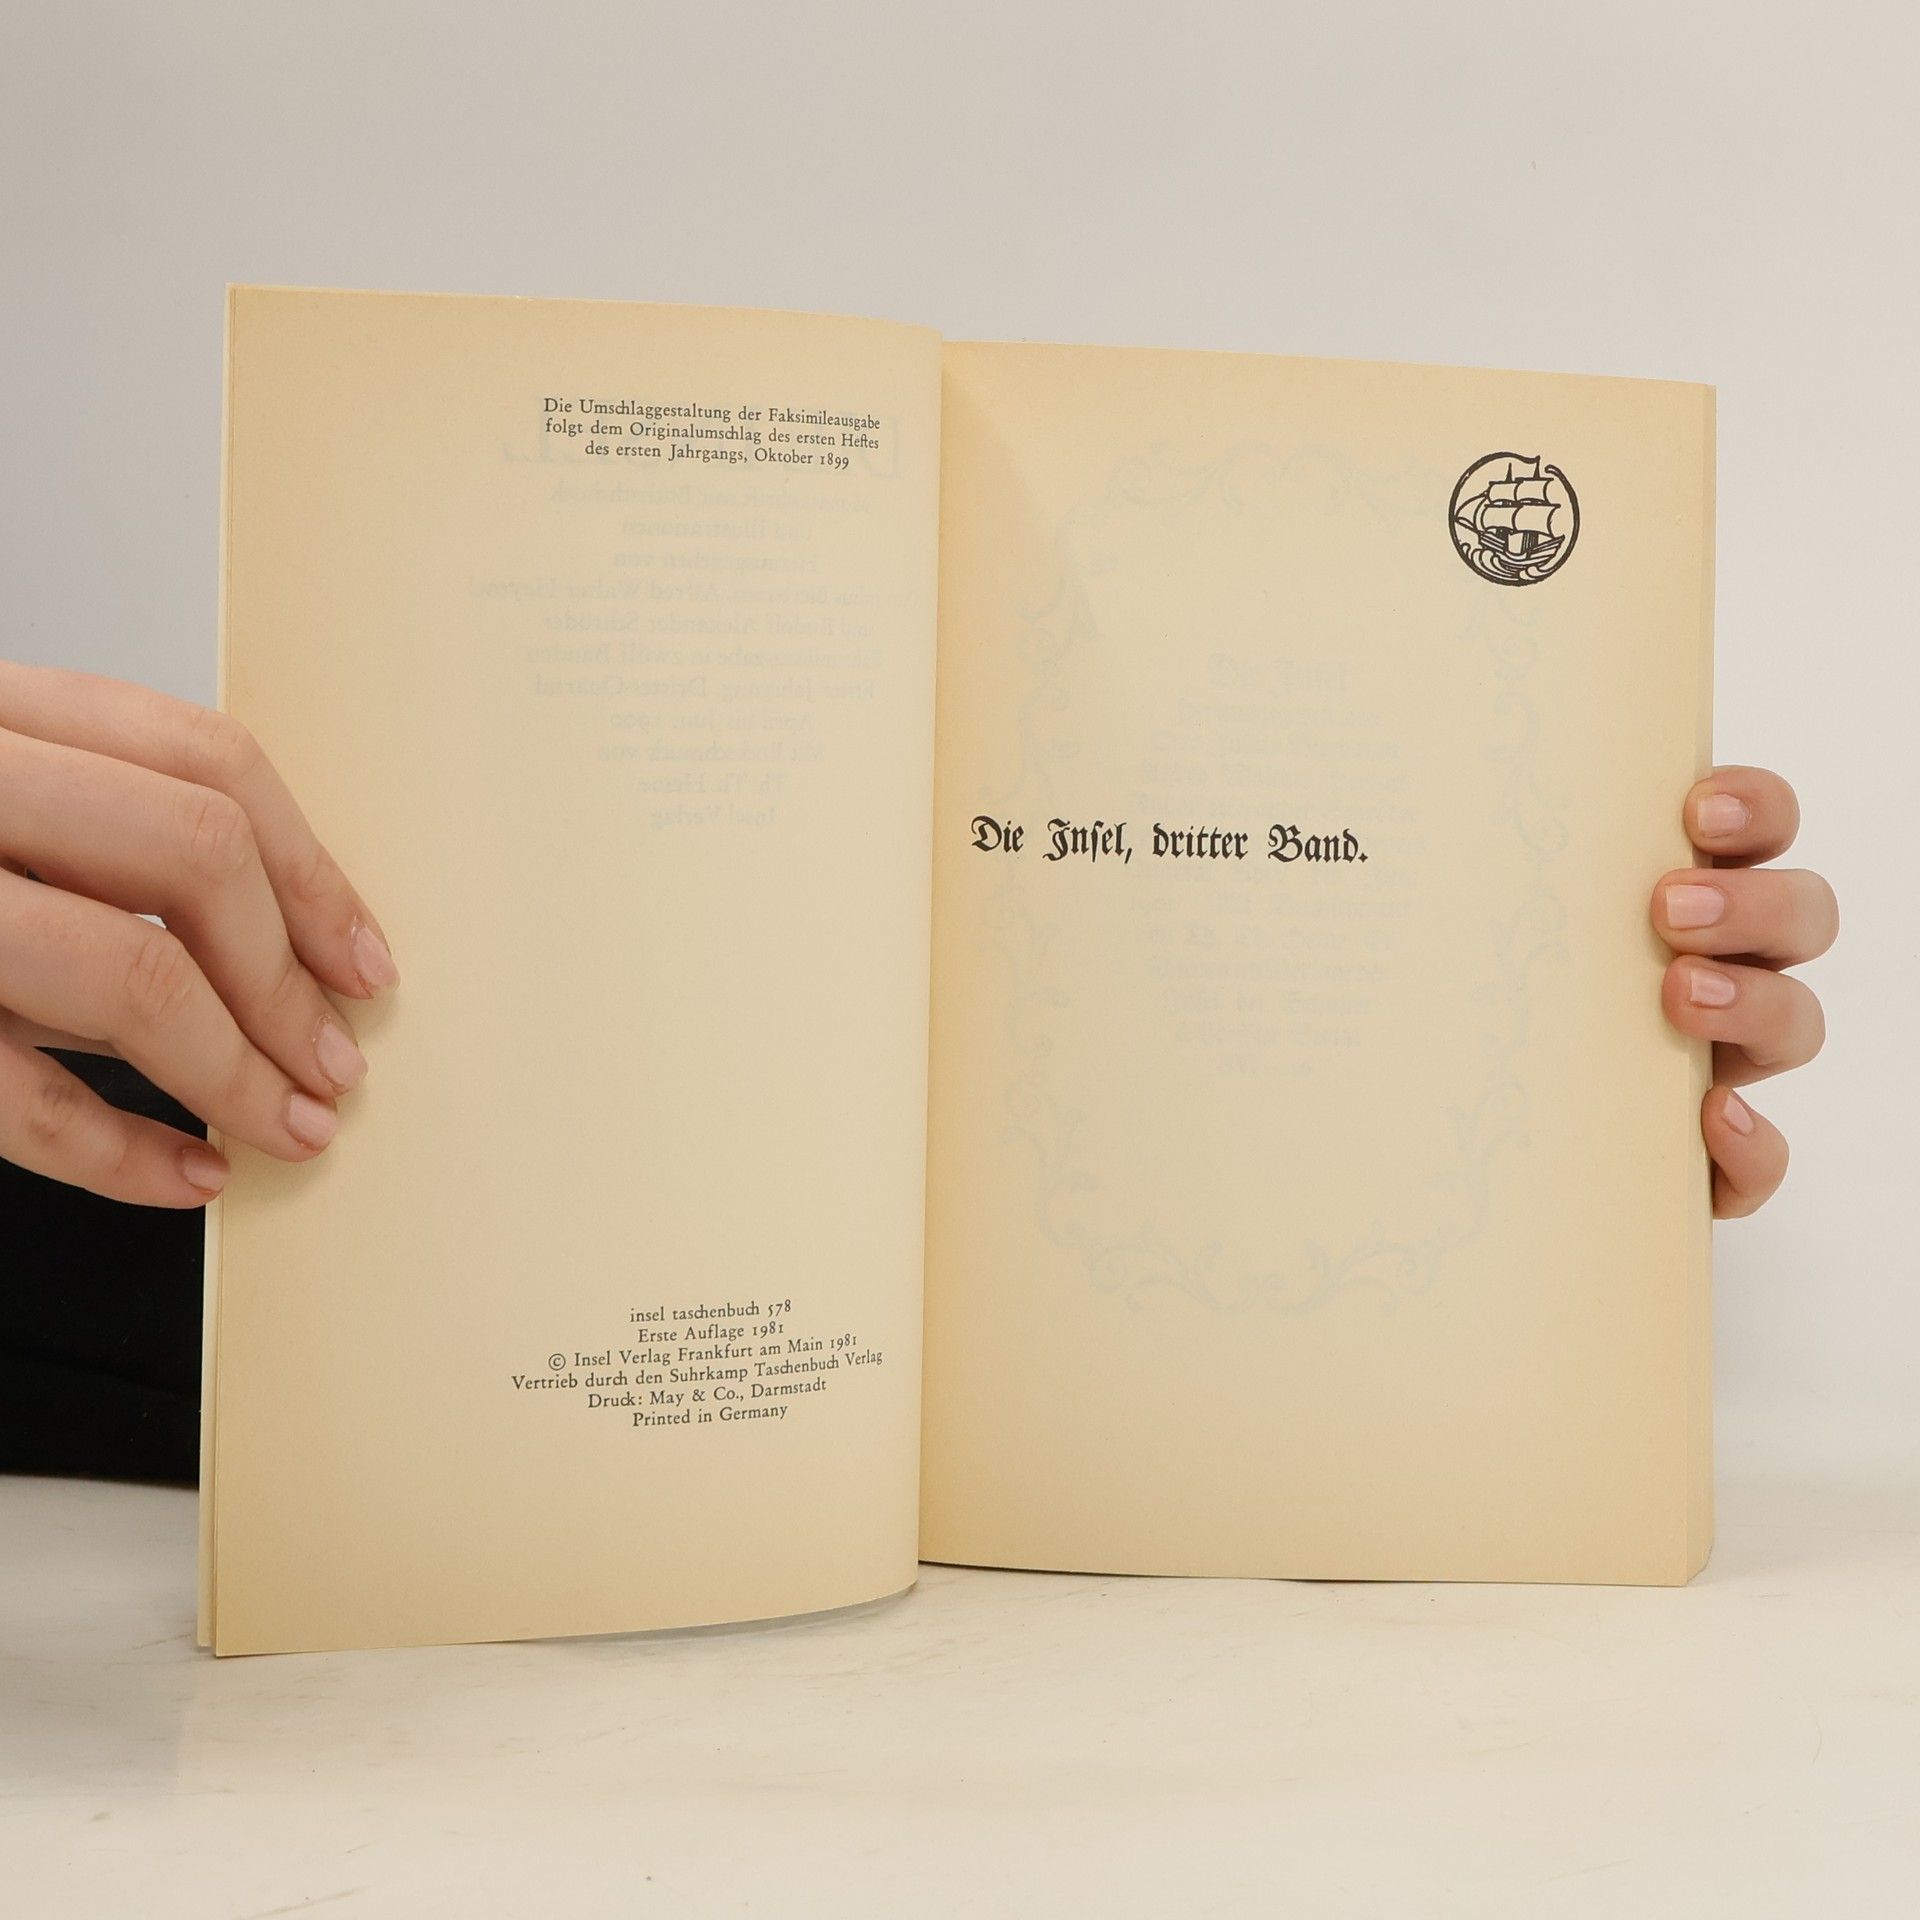 Die Umschlaggestaltung der Faksimileausgabe
folgt dem Originalumschlag des ersten Heftes
des ersten Jahrgangs, Oktober 1899
insel taschenbuch 578
Erste Auflage 1981
© Insel Verlag Frankfurt am Main 1981
Vertrieb durch den Suhrkamp Taschenbuch Verlag
Druck: May & Co., Darmstadt
Printed in Germany
Die Inſel, dritter Band.